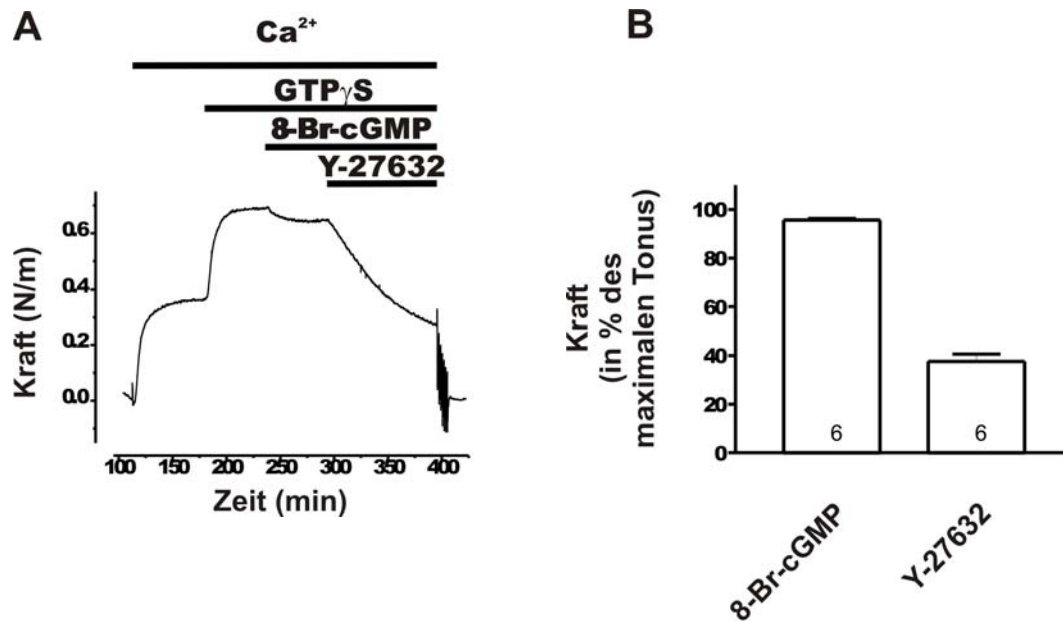 A
Ca²⁺
GTPγS
8-Br-cGMP
Y-27632
Kraft (N/m)
0.6
0.4
0.2
0.0
100 150 200 250 300 350 400
Zeit (min)
B
Kraft
(in % des
maximalen Tonus)
100
80
60
40
20
0
6 6
8-Br-cGMP
Y-27632